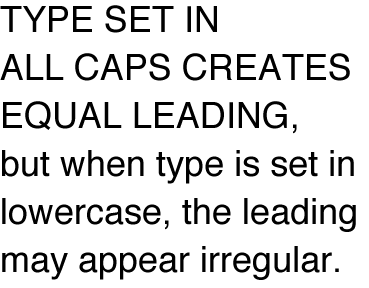 TYPE SET IN
ALL CAPS CREATES
EQUAL LEADING,
but when type is set in
lowercase, the leading
may appear irregular.